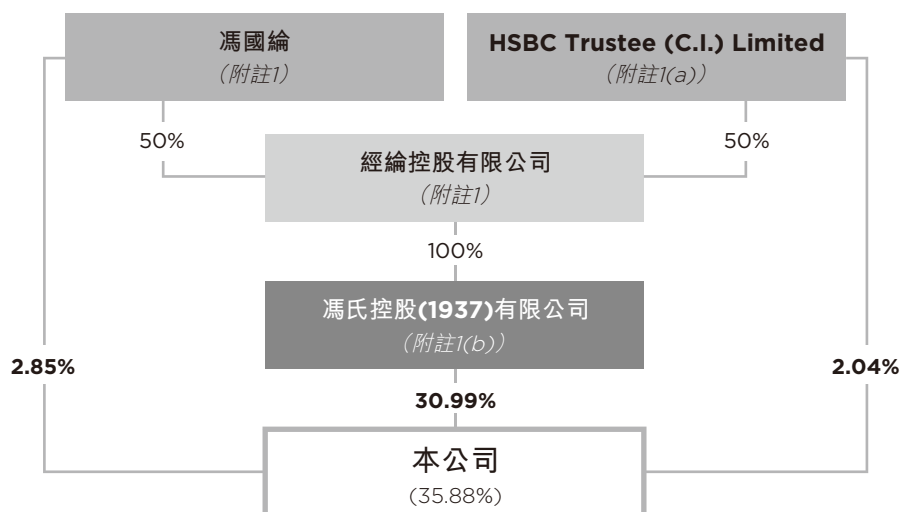 馮國綸
（附註1）
HSBC Trustee (C.I.) Limited
（附註1(a)）
50%
50%
經綸控股有限公司
（附註1）
100%
馮氏控股(1937)有限公司
（附註1(b)）
2.85%
2.04%
30.99%
本公司
(35.88%)